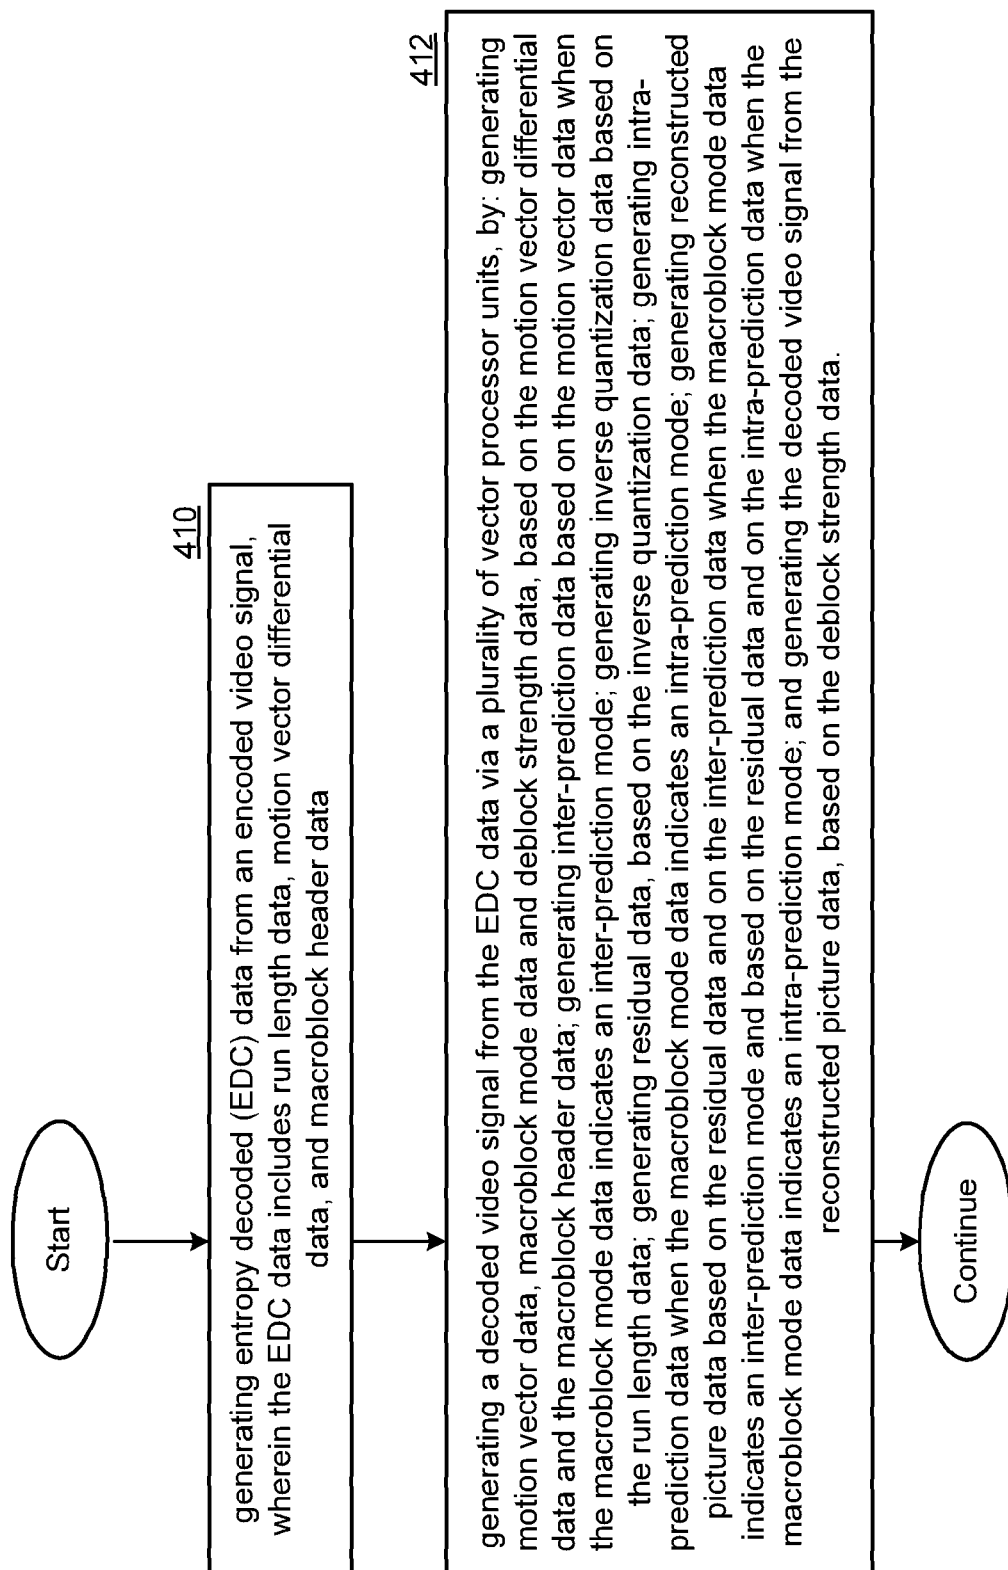 Start
410
generating entropy decoded (EDC) data from an encoded video signal,
wherein the EDC data includes run length data, motion vector differential
data, and macroblock header data
412
generating a decoded video signal from the EDC data via a plurality of vector processor units, by: generating
motion vector data, macroblock mode data and deblock strength data, based on the motion vector differential
data and the macroblock header data; generating inter-prediction data based on the motion vector data when
the macroblock mode data indicates an inter-prediction mode; generating inverse quantization data based on
the run length data; generating residual data, based on the inverse quantization data; generating intra-
prediction data when the macroblock mode data indicates an intra-prediction mode; generating reconstructed
picture data based on the residual data and on the inter-prediction data when the macroblock mode data
indicates an inter-prediction mode and based on the residual data and on the intra-prediction data when the
macroblock mode data indicates an intra-prediction mode; and generating the decoded video signal from the
reconstructed picture data, based on the deblock strength data.
Continue